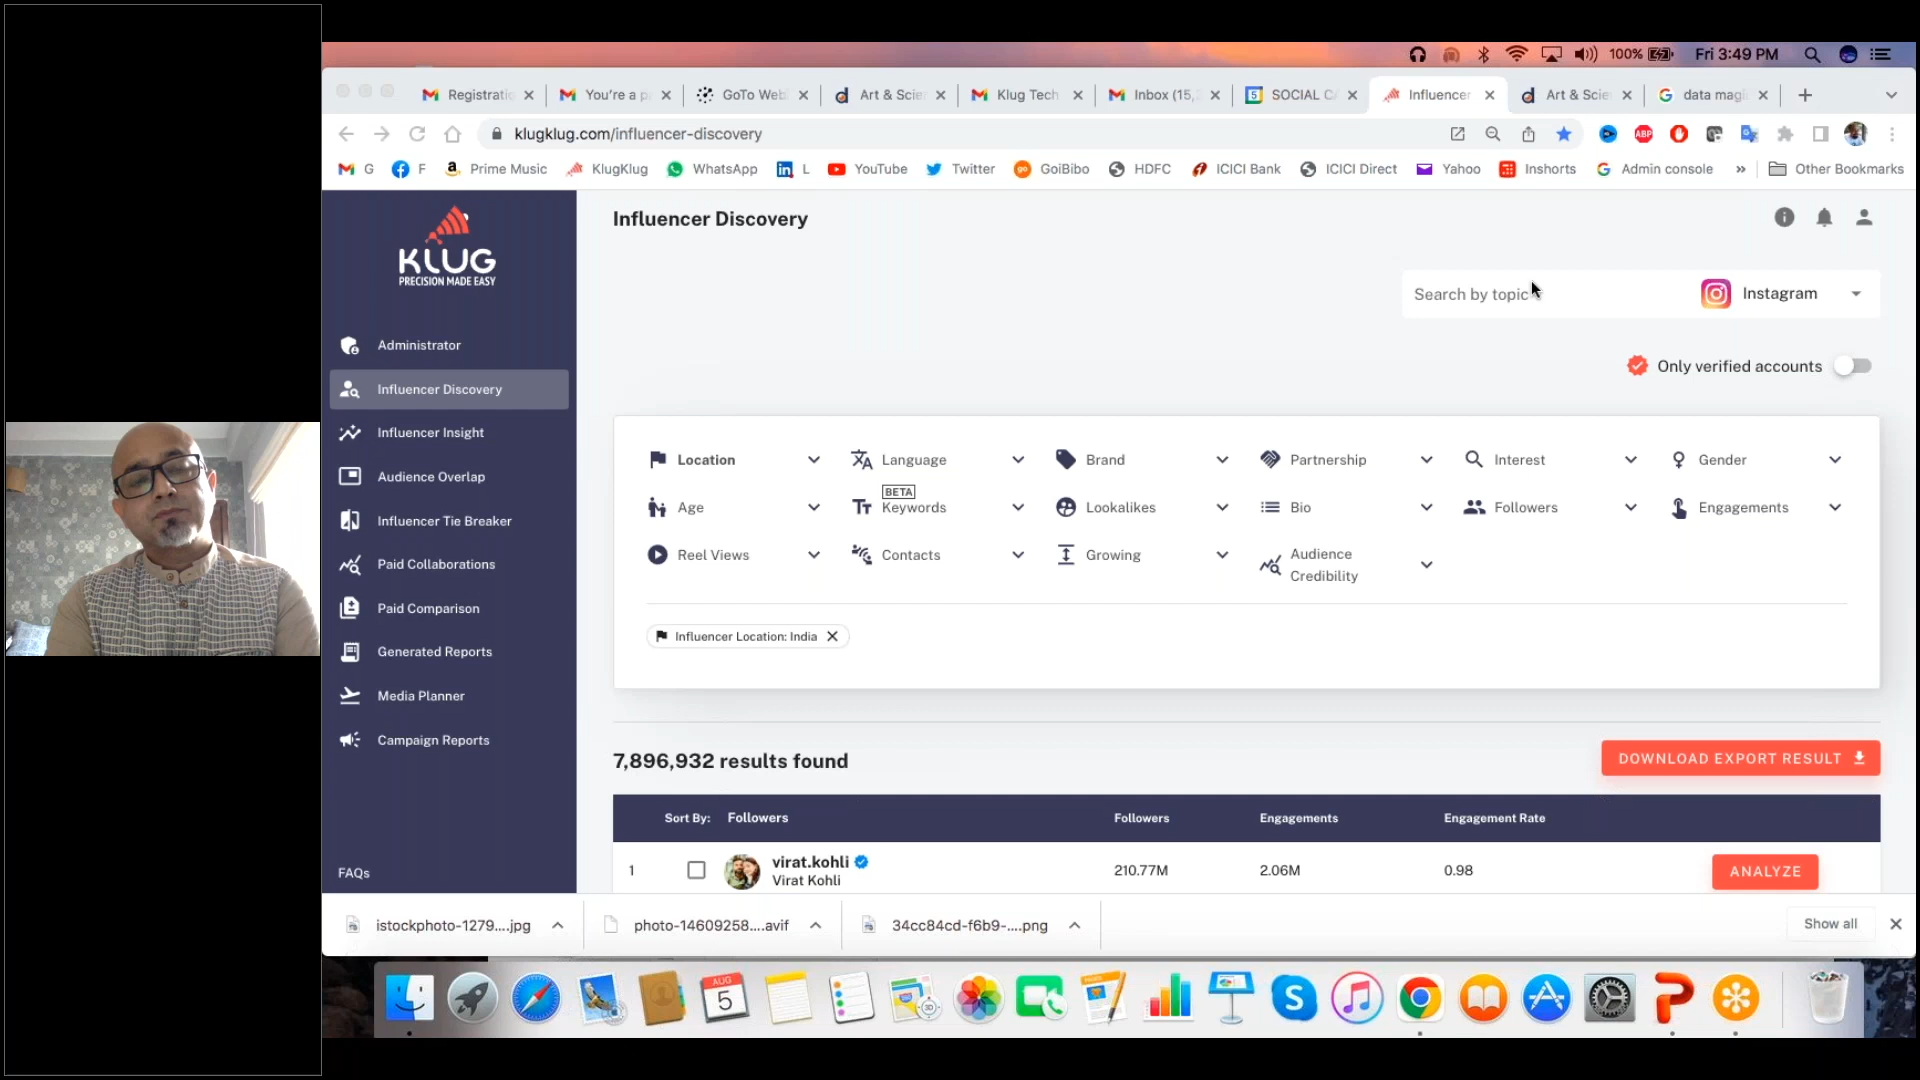 100% Fri 3:49 PM
Registratio You're a p GoTo Web Art & Scie Klug Tech Inbox (15, SOCIAL CA Influencer Art & Scie data magi
klugklug.com/influencer-discovery
G F Prime Music KlugKlug WhatsApp L YouTube Twitter GoiBibo HDFC ICICI Bank ICICI Direct Yahoo Inshorts Admin console » Other Bookmarks
KLUG
PRECISION MADE EASY
Influencer Discovery
Search by topic Instagram
Only verified accounts
Administrator
Influencer Discovery
Influencer Insight
Audience Overlap
Influencer Tie Breaker
Paid Collaborations
Paid Comparison
Generated Reports
Media Planner
Campaign Reports
FAQs
Location Language Brand Partnership Interest Gender
BETA
Age Keywords Lookalikes Bio Followers Engagements
Reel Views Contacts Growing Audience
Credibility
Influencer Location: India
7,896,932 results found DOWNLOAD EXPORT RESULT
Sort By: Followers Followers Engagements Engagement Rate
1 virat.kohli 210.77M 2.06M 0.98 ANALYZE
Virat Kohli
istockphoto-1279....jpg photo-14609258....avif 34cc84cd-f6b9-....png Show all
AUG
5